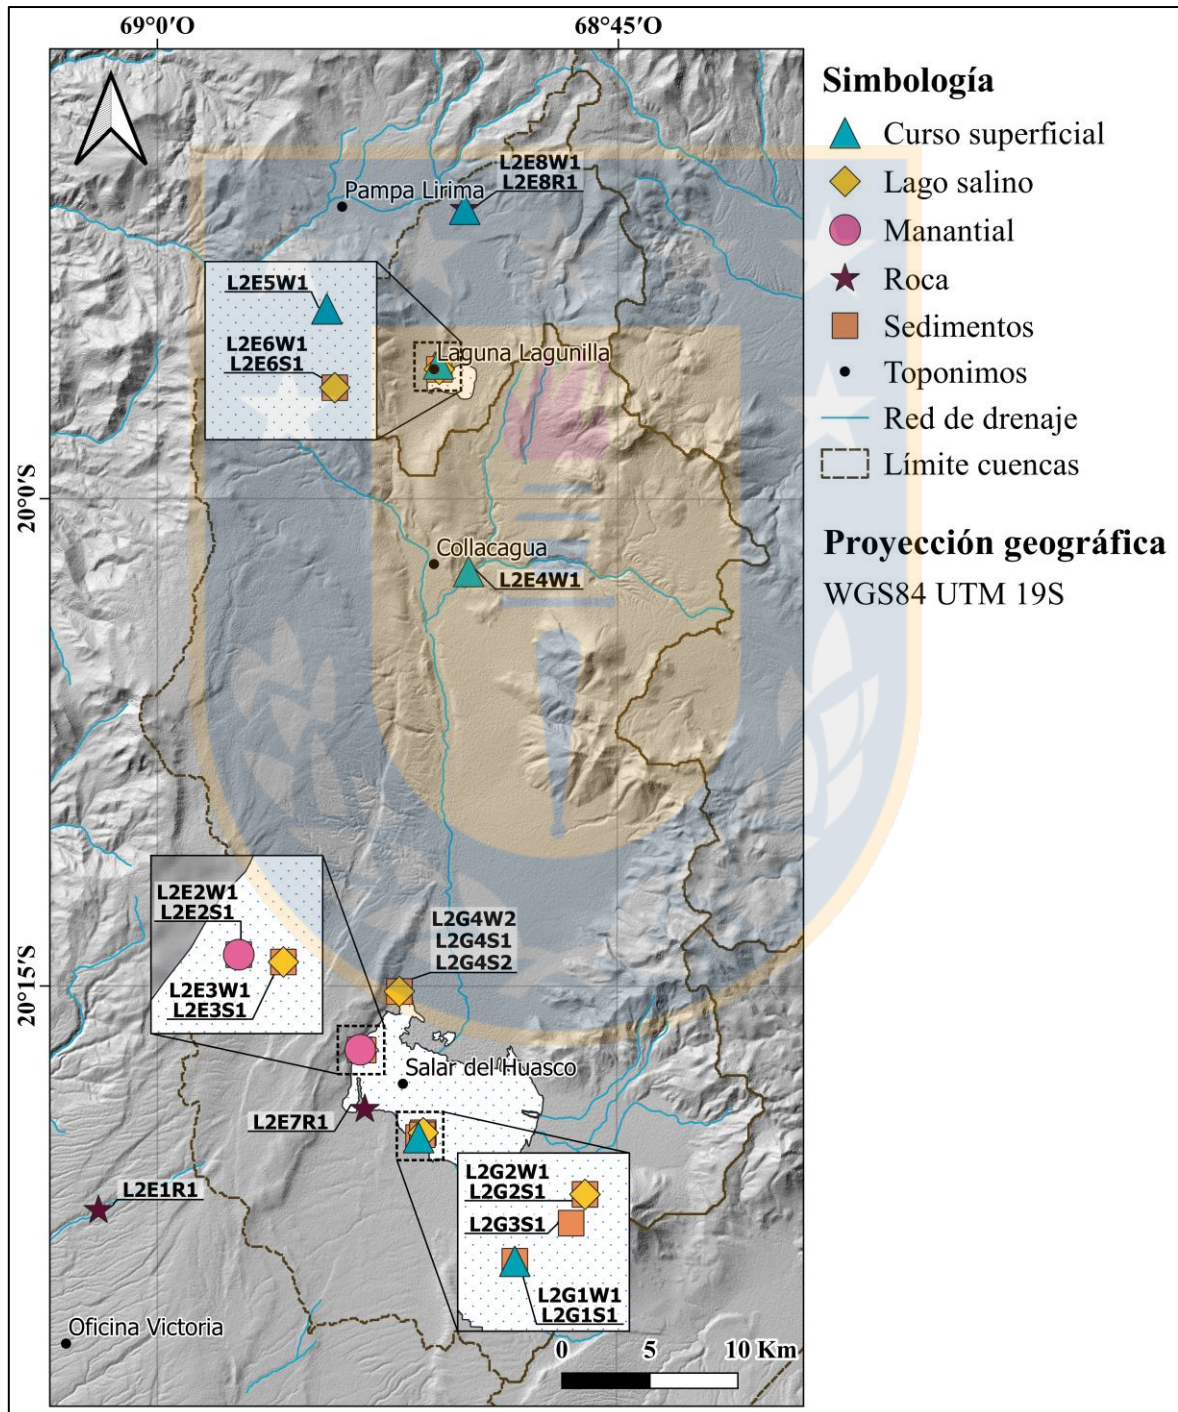 69°0′O
68°45′O
Simbología
Curso superficial
Lago salino
Manantial
Roca
Sedimentos
Toponimos
Red de drenaje
Límite cuencas
Proyección geográfica
WGS84 UTM 19S
L2E8W1
L2E8R1
Pampa Lirima
L2E5W1
L2E6W1
L2E6S1
Laguna Lagunilla
20°0′S
Collacagua
L2E4W1
L2E2W1
L2E2S1
L2E3W1
L2E3S1
L2G4W2
L2G4S1
L2G4S2
20°15′S
Salar del Huasco
L2E7R1
L2E1R1
L2G2W1
L2G2S1
L2G3S1
L2G1W1
L2G1S1
Oficina Victoria
0 5 10 Km